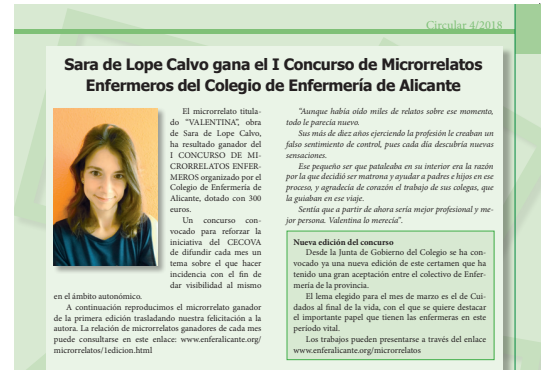 Circular 4/2018
Sara de Lope Calvo gana el I Concurso de Microrrelatos
Enfermeros del Colegio de Enfermería de Alicante
El microrrelato titula-
do “VALENTINA”, obra
de Sara de Lope Calvo,
ha resultado ganador del
I CONCURSO DE MI-
CRORRELATOS ENFER-
MEROS organizado por el
Colegio de Enfermería de
Alicante, dotado con 300
euros.
Un concurso con-
vocado para reforzar la
iniciativa del CECOVA
de difundir cada mes un
tema sobre el que hacer
incidencia con el fin de
dar visibilidad al mismo
en el ámbito autonómico.
A continuación reproducimos el microrrelato ganador
de la primera edición trasladando nuestra felicitación a la
autora. La relación de microrrelatos ganadores de cada mes
puede consultarse en este enlace: www.enferalicante.org/
microrrelatos/1edicion.html
“Aunque había oído miles de relatos sobre ese momento,
todo le parecía nuevo.
Sus más de diez años ejerciendo la profesión le creaban un
falso sentimiento de control, pues cada día descubría nuevas
sensaciones.
Ese pequeño ser que pataleaba en su interior era la razón
por la que decidió ser matrona y ayudar a padres e hijos en ese
proceso, y agradecía de corazón el trabajo de sus colegas, que
la guiaban en ese viaje.
Sentía que a partir de ahora sería mejor profesional y me-
jor persona. Valentina lo merecía”.
Nueva edición del concurso
Desde la Junta de Gobierno del Colegio se ha con-
vocado ya una nueva edición de este certamen que ha
tenido una gran aceptación entre el colectivo de Enfer-
mería de la provincia.
El lema elegido para el mes de marzo es el de Cui-
dados al final de la vida, con el que se quiere destacar
el importante papel que tienen las enfermeras en este
período vital.
Los trabajos pueden presentarse a través del enlace
www.enferalicante.org/microrrelatos